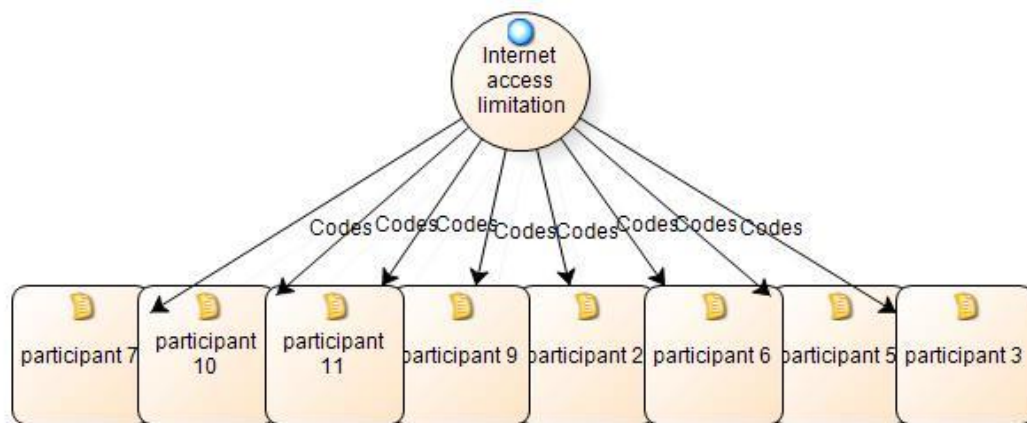 Internet
access
limitation
Codes Codes Codes Codes Codes Codes Codes Codes
participant 7
participant
10
participant
11
participant 9
participant 2
participant 6
participant 5
participant 3